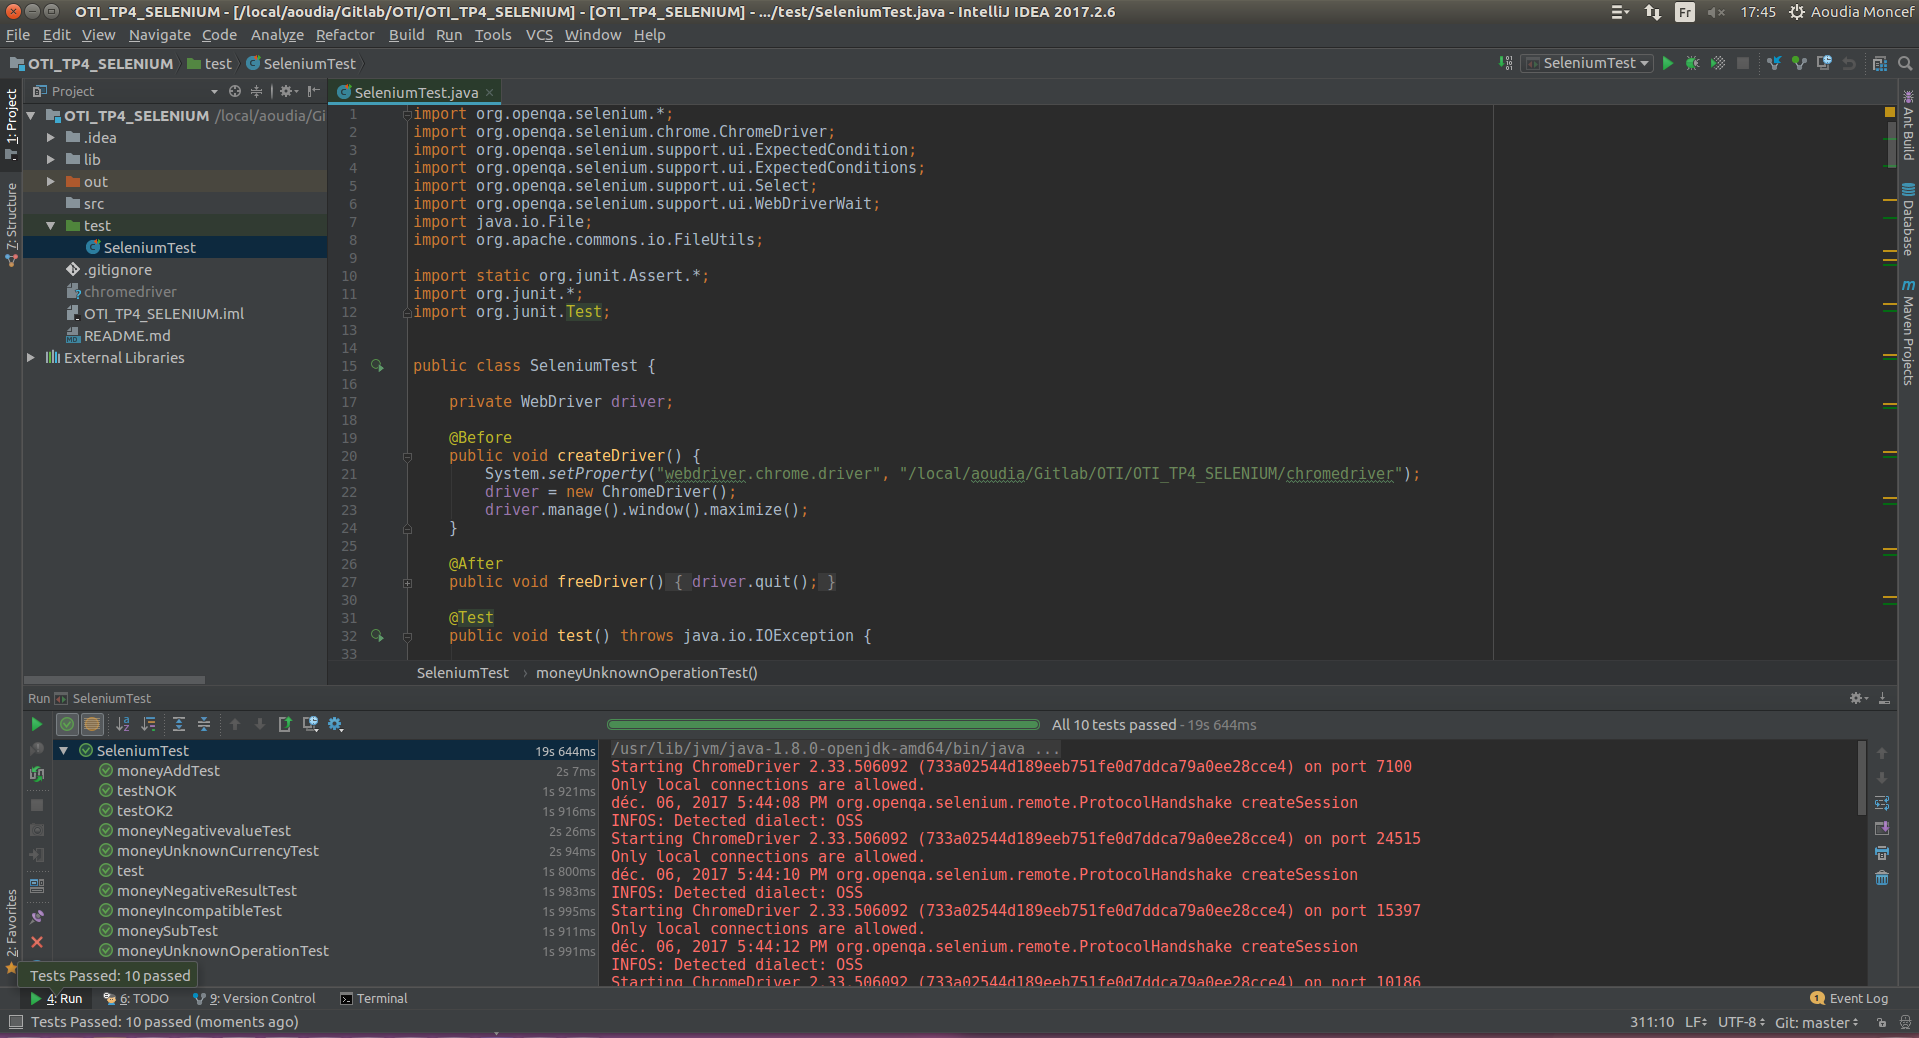 OTI_TP4_SELENIUM - [/local/aoudia/Gitlab/OTI/OTI_TP4_SELENIUM] - [OTI_TP4_SELENIUM] - .../test/SeleniumTest.java - IntelliJ IDEA 2017.2.6
Fr 17:45 Aoudia Moncef
File Edit View Navigate Code Analyze Refactor Build Run Tools VCS Window Help
OTI_TP4_SELENIUM test SeleniumTest
SeleniumTest
1: Project
7: Structure
2: Favorites
Project
OTI_TP4_SELENIUM /local/aoudia/Gi
.idea
lib
out
src
test
SeleniumTest
.gitignore
chromedriver
OTI_TP4_SELENIUM.iml
README.md
External Libraries
SeleniumTest.java
1 import org.openqa.selenium.*;
2 import org.openqa.selenium.chrome.ChromeDriver;
3 import org.openqa.selenium.support.ui.ExpectedCondition;
4 import org.openqa.selenium.support.ui.ExpectedConditions;
5 import org.openqa.selenium.support.ui.Select;
6 import org.openqa.selenium.support.ui.WebDriverWait;
7 import java.io.File;
8 import org.apache.commons.io.FileUtils;
9
10 import static org.junit.Assert.*;
11 import org.junit.*;
12 import org.junit.Test;
13
14
15 public class SeleniumTest {
16
17 private WebDriver driver;
18
19 @Before
20 public void createDriver() {
21 System.setProperty("webdriver.chrome.driver", "/local/aoudia/Gitlab/OTI/OTI_TP4_SELENIUM/chromedriver");
22 driver = new ChromeDriver();
23 driver.manage().window().maximize();
24 }
25
26 @After
27 public void freeDriver() { driver.quit(); }
30
31 @Test
32 public void test() throws java.io.IOException {
33
SeleniumTest › moneyUnknownOperationTest()
Ant Build
Database
m Maven Projects
Run SeleniumTest
All 10 tests passed - 19s 644ms
SeleniumTest 19s 644ms
moneyAddTest 2s 7ms
testNOK 1s 921ms
testOK2 1s 916ms
moneyNegativevalueTest 2s 26ms
moneyUnknownCurrencyTest 2s 94ms
test 1s 800ms
moneyNegativeResultTest 1s 983ms
moneyIncompatibleTest 1s 995ms
moneySubTest 1s 911ms
moneyUnknownOperationTest 1s 991ms
/usr/lib/jvm/java-1.8.0-openjdk-amd64/bin/java ...
Starting ChromeDriver 2.33.506092 (733a02544d189eeb751fe0d7ddca79a0ee28cce4) on port 7100
Only local connections are allowed.
déc. 06, 2017 5:44:08 PM org.openqa.selenium.remote.ProtocolHandshake createSession
INFOS: Detected dialect: OSS
Starting ChromeDriver 2.33.506092 (733a02544d189eeb751fe0d7ddca79a0ee28cce4) on port 24515
Only local connections are allowed.
déc. 06, 2017 5:44:10 PM org.openqa.selenium.remote.ProtocolHandshake createSession
INFOS: Detected dialect: OSS
Starting ChromeDriver 2.33.506092 (733a02544d189eeb751fe0d7ddca79a0ee28cce4) on port 15397
Only local connections are allowed.
déc. 06, 2017 5:44:12 PM org.openqa.selenium.remote.ProtocolHandshake createSession
INFOS: Detected dialect: OSS
Starting ChromeDriver 2.33.506092 (733a02544d189eeb751fe0d7ddca79a0ee28cce4) on port 10186
Tests Passed: 10 passed
4: Run 6: TODO 9: Version Control Terminal 1 Event Log
Tests Passed: 10 passed (moments ago) 311:10 LF UTF-8 Git: master